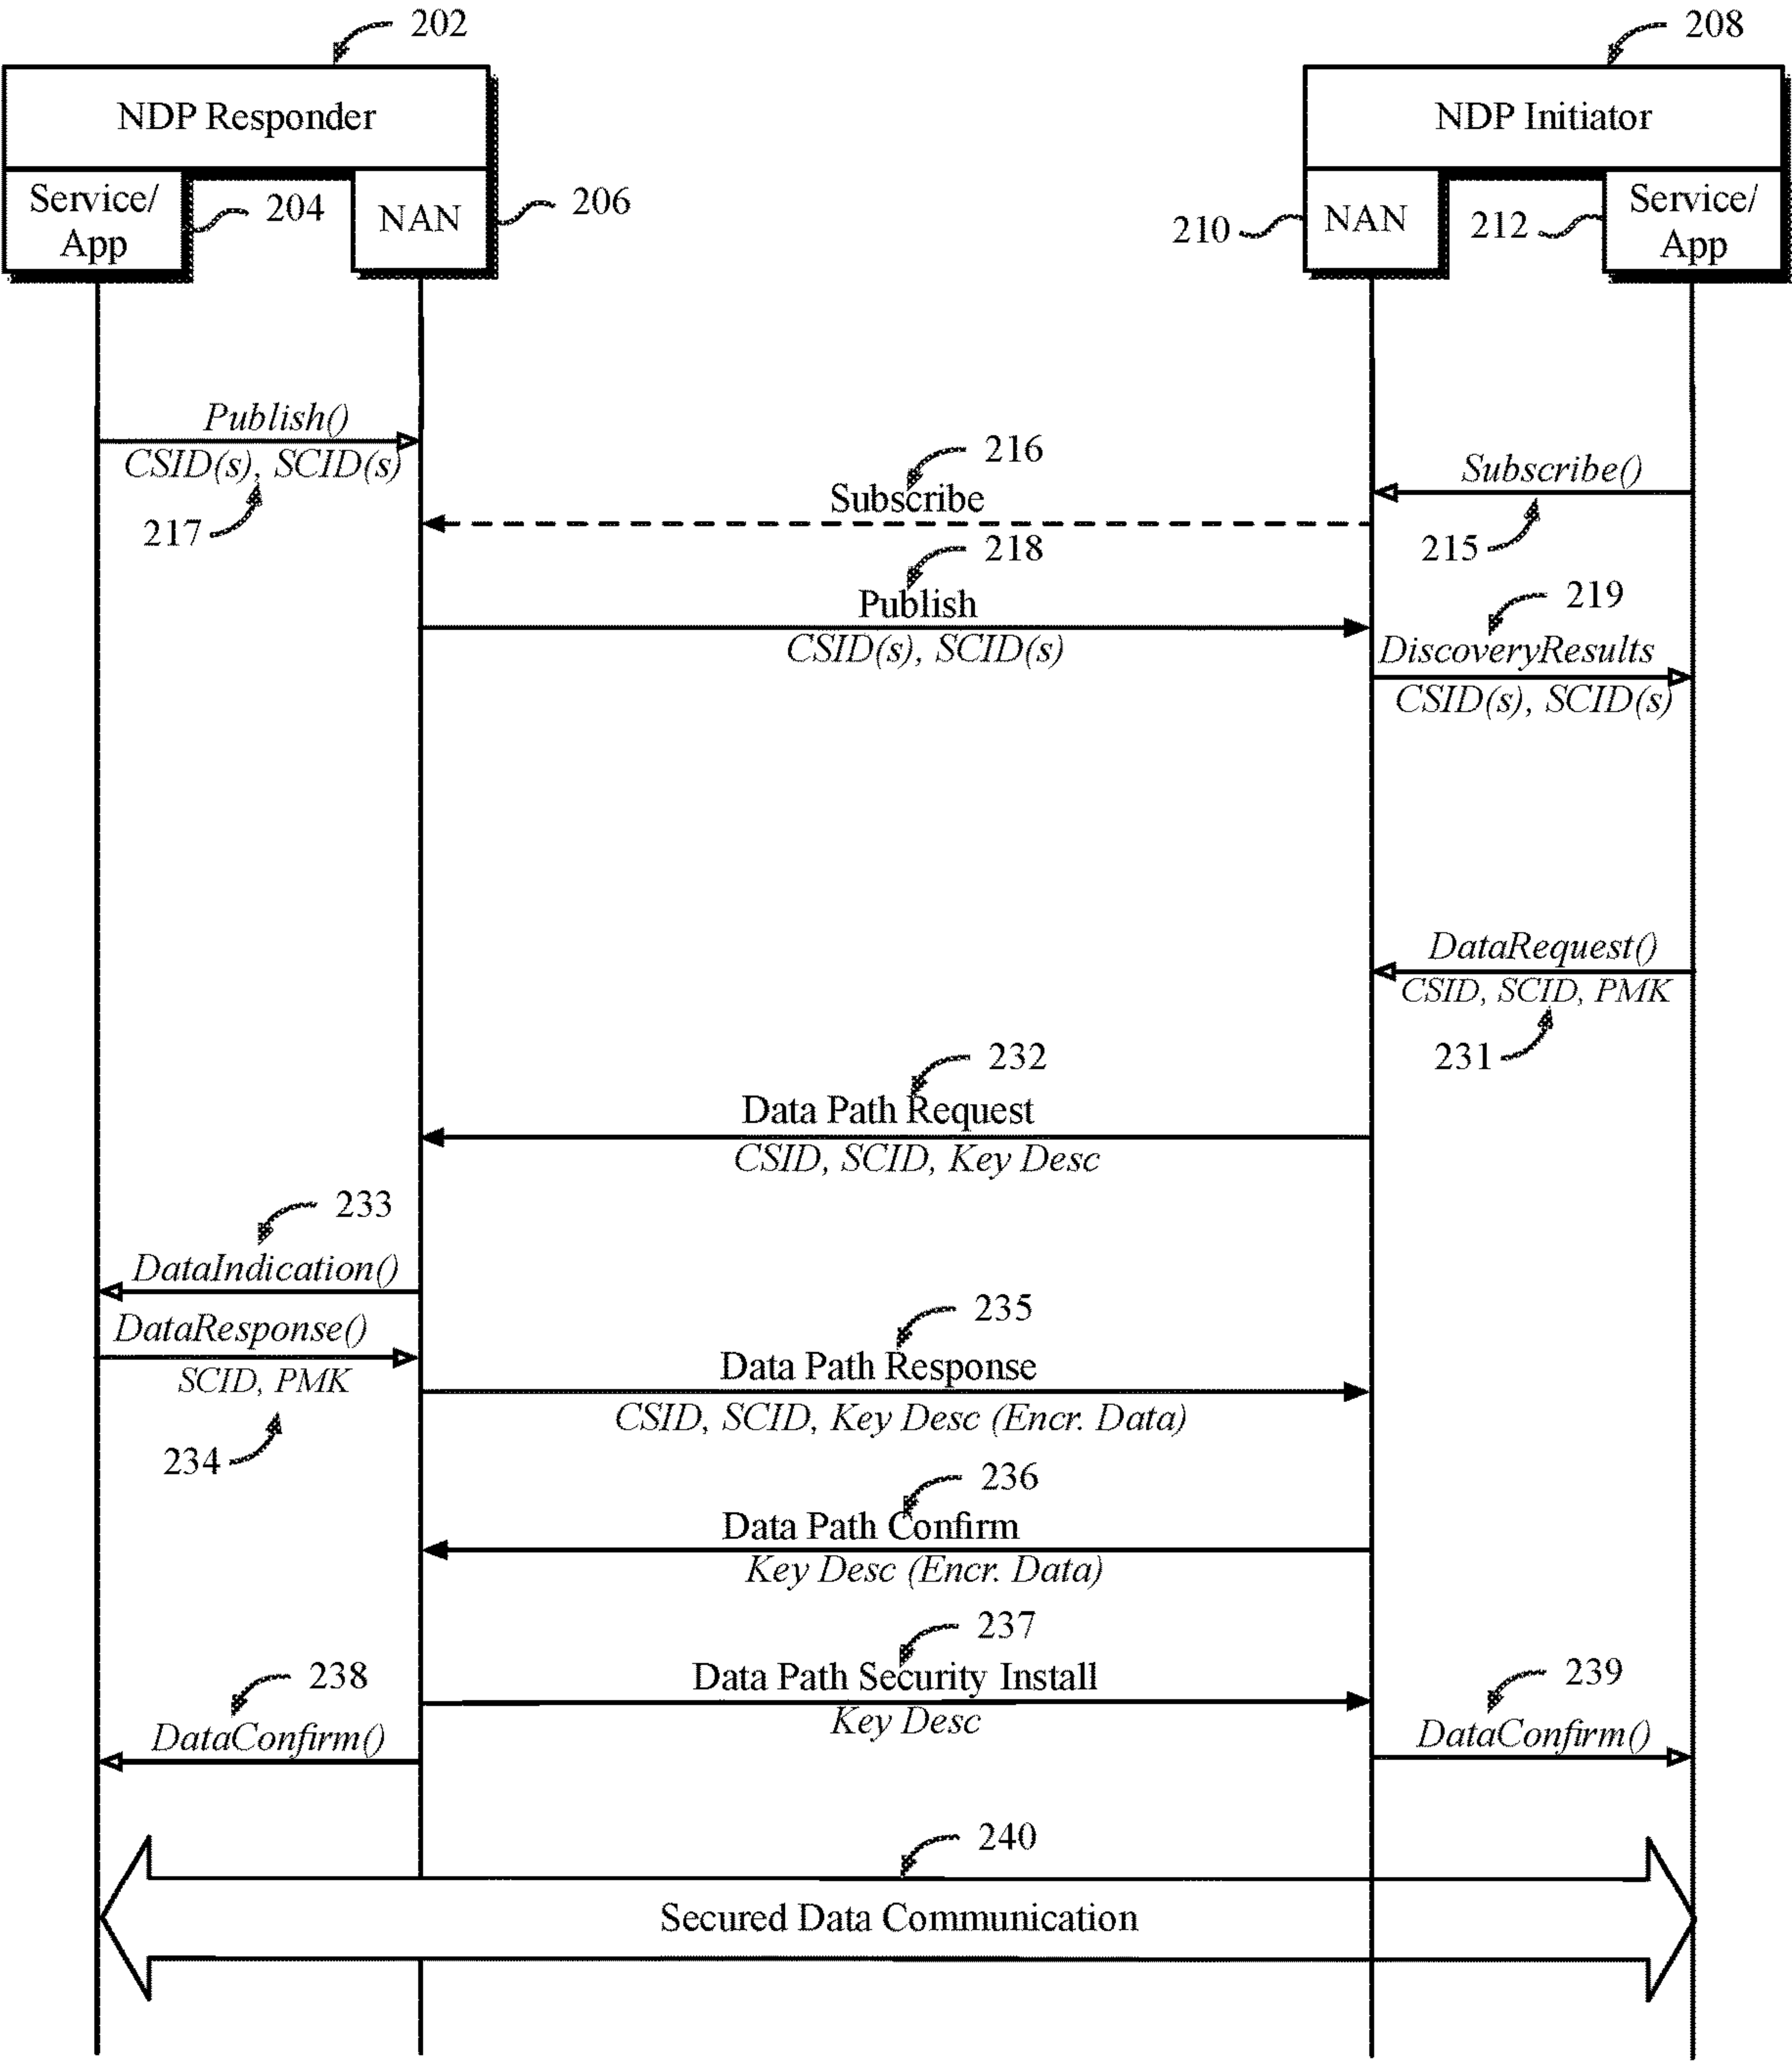 202
208
NDP Responder
NDP Initiator
Service/
App
204
NAN
206
210
NAN
212
Service/
App
Publish()
CSID(s), SCID(s)
217
216
Subscribe
Subscribe()
215
218
Publish
CSID(s), SCID(s)
219
DiscoveryResults
CSID(s), SCID(s)
DataRequest()
CSID, SCID, PMK
231
232
Data Path Request
CSID, SCID, Key Desc
233
DataIndication()
DataResponse()
SCID, PMK
234
235
Data Path Response
CSID, SCID, Key Desc (Encr. Data)
236
Data Path Confirm
Key Desc (Encr. Data)
237
Data Path Security Install
Key Desc
238
DataConfirm()
239
DataConfirm()
240
Secured Data Communication